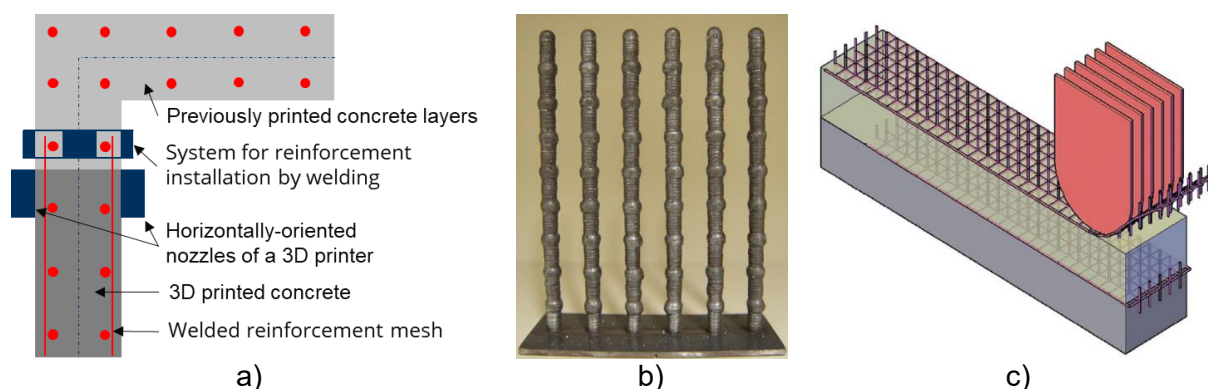 Previously printed concrete layers
System for reinforcement
installation by welding
Horizontally-oriented
nozzles of a 3D printer
3D printed concrete
Welded reinforcement mesh
a)
b)
c)